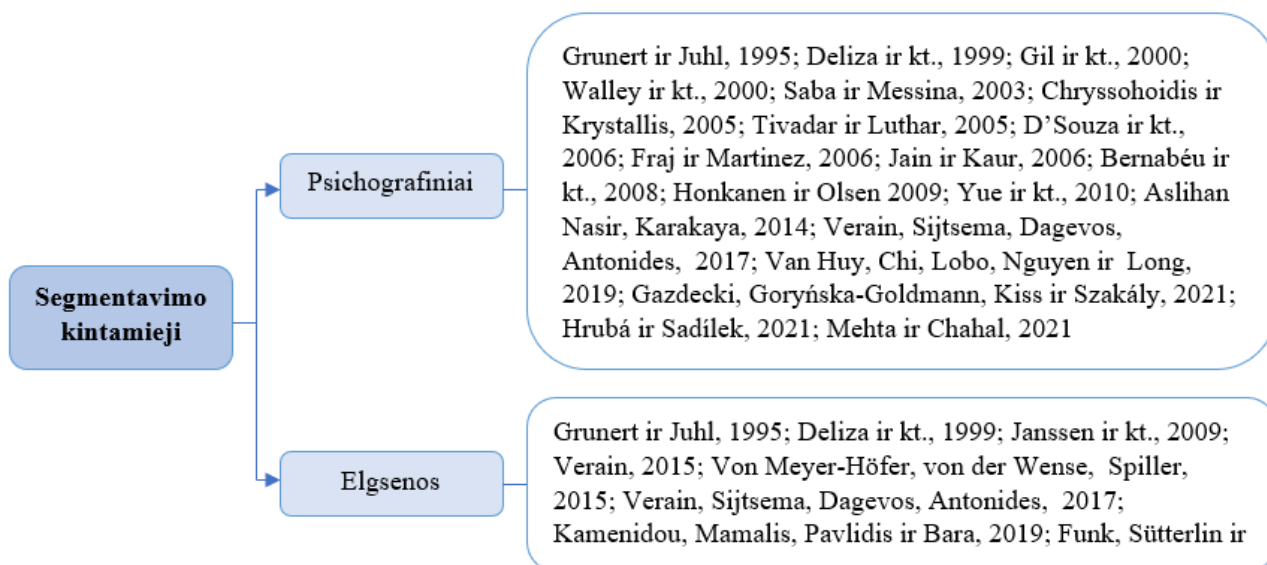 Segmentavimo
kintamieji
Psichografiniai
Grunert ir Juhl, 1995; Deliza ir kt., 1999; Gil ir kt., 2000;
Walley ir kt., 2000; Saba ir Messina, 2003; Chryssohoidis ir
Krystallis, 2005; Tivadar ir Luthar, 2005; D’Souza ir kt.,
2006; Fraj ir Martinez, 2006; Jain ir Kaur, 2006; Bernabéu ir
kt., 2008; Honkanen ir Olsen 2009; Yue ir kt., 2010; Aslihan
Nasir, Karakaya, 2014; Verain, Sijtsema, Dagevos,
Antonides, 2017; Van Huy, Chi, Lobo, Nguyen ir Long,
2019; Gazdecki, Goryńska-Goldmann, Kiss ir Szakály, 2021;
Hrubá ir Sadílek, 2021; Mehta ir Chahal, 2021
Elgsenos
Grunert ir Juhl, 1995; Deliza ir kt., 1999; Janssen ir kt., 2009;
Verain, 2015; Von Meyer-Höfer, von der Wense, Spiller,
2015; Verain, Sijtsema, Dagevos, Antonides, 2017;
Kamenidou, Mamalis, Pavlidis ir Bara, 2019; Funk, Sütterlin ir